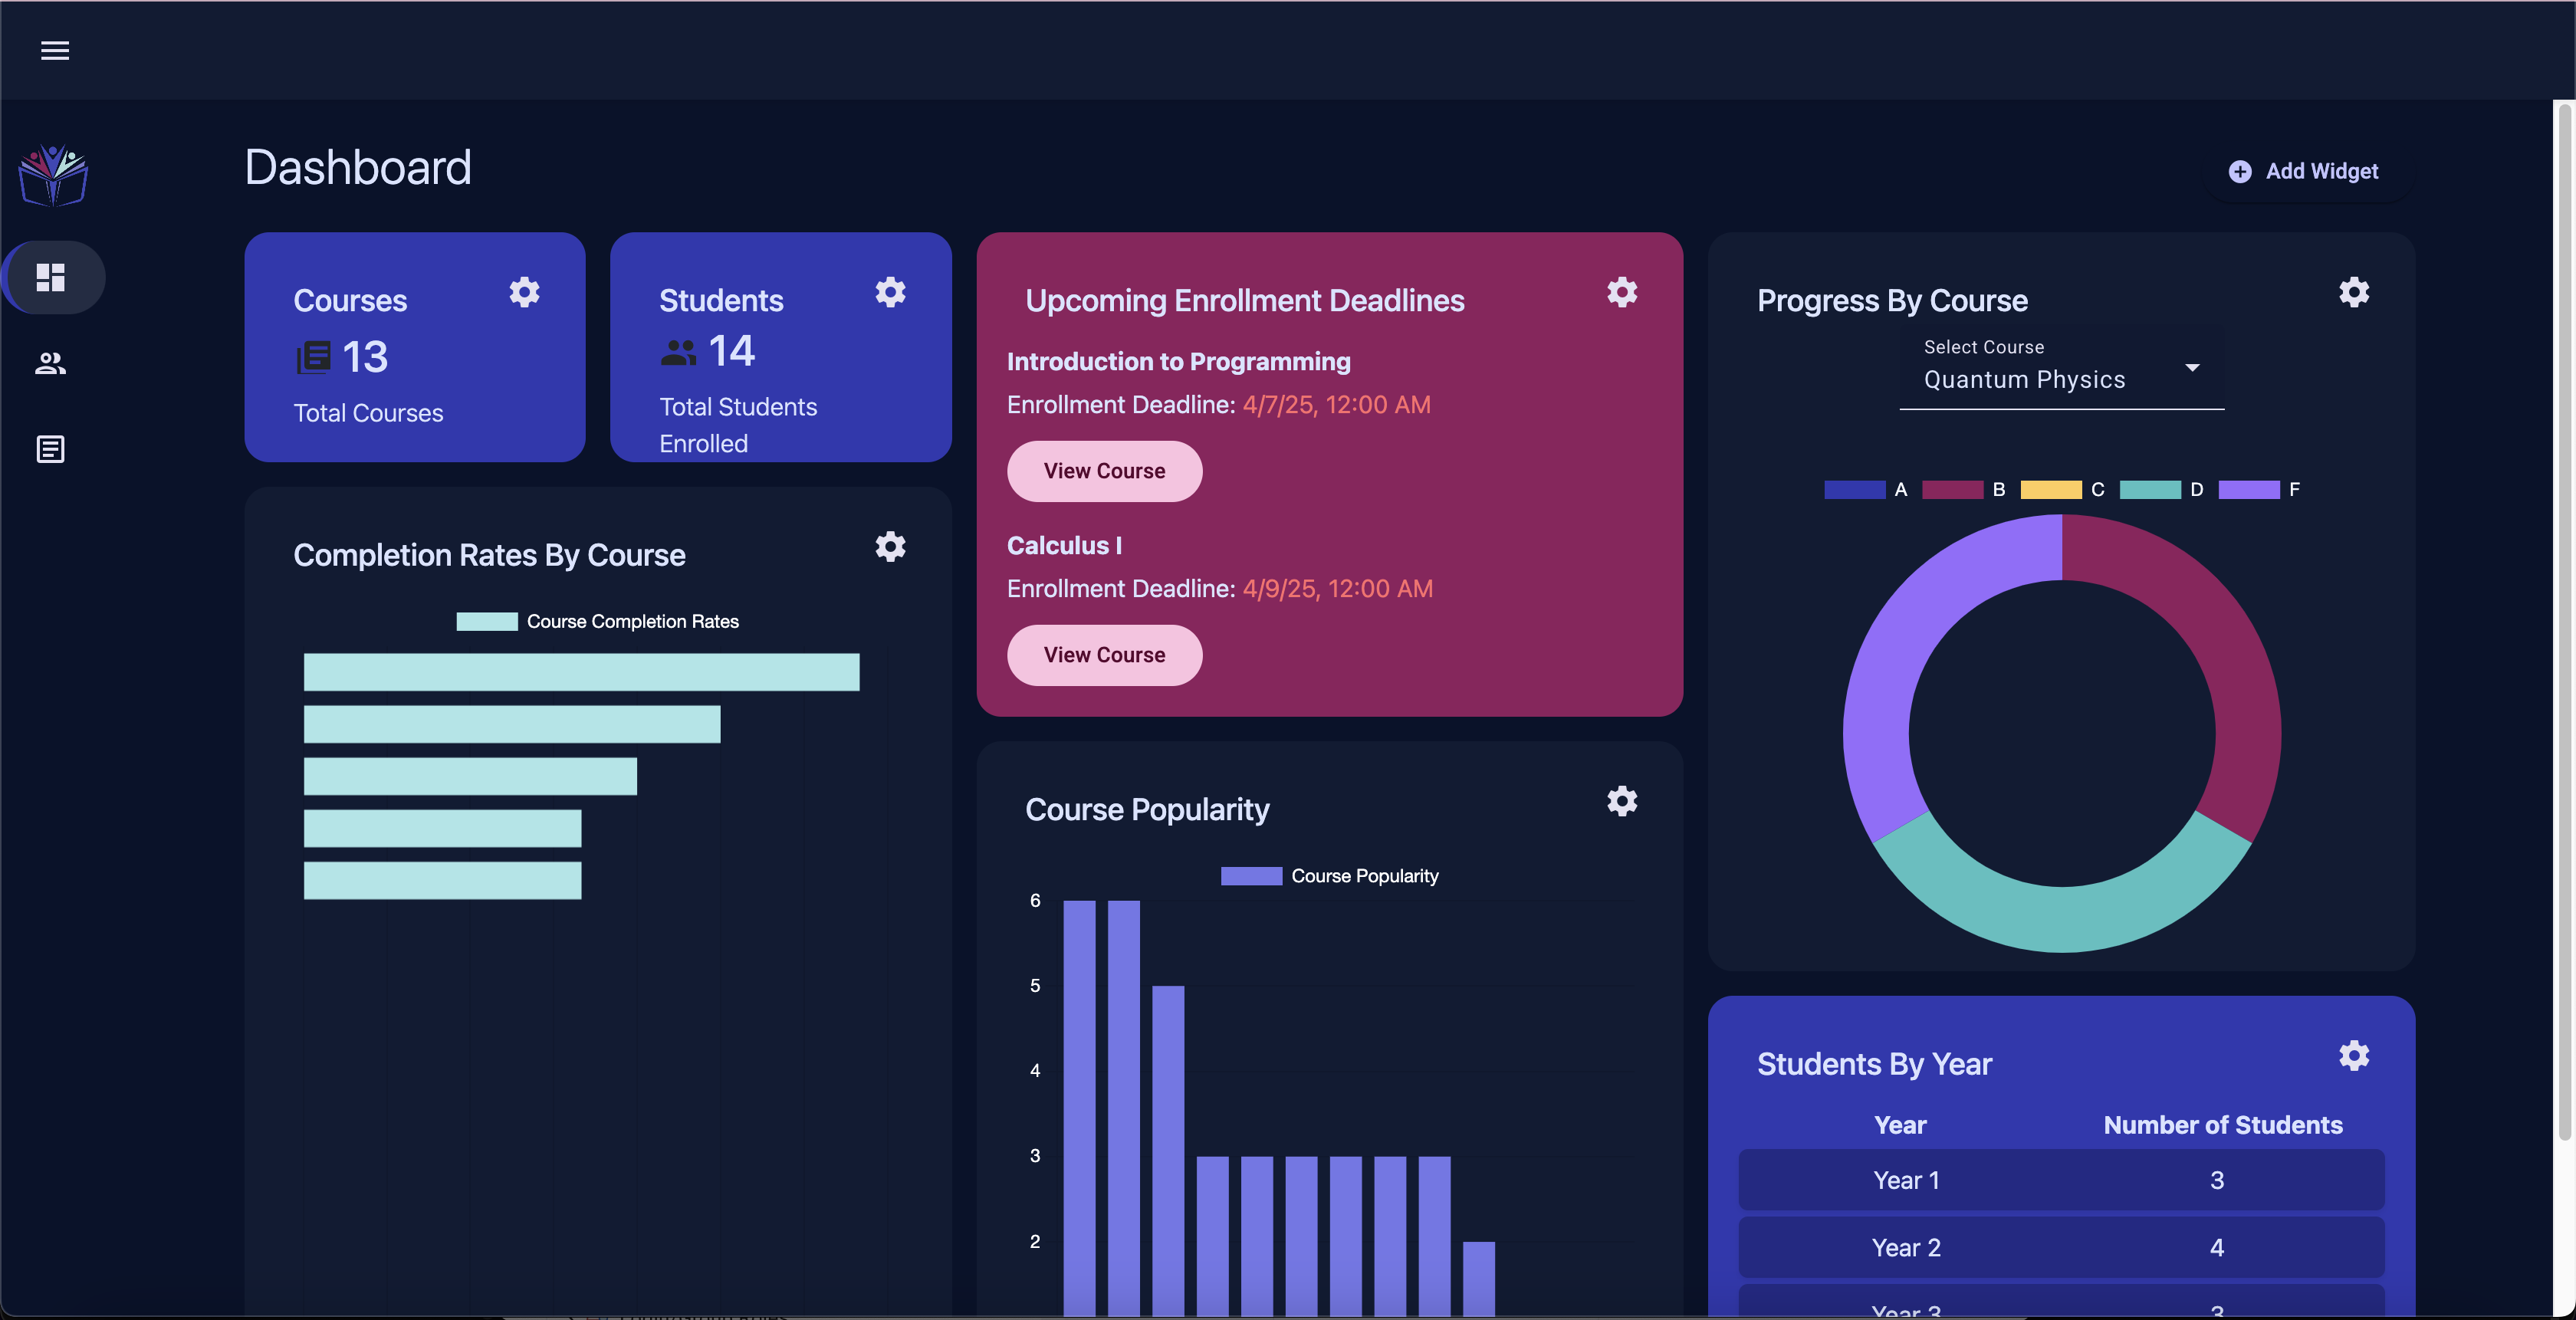 Dashboard
Add Widget
Courses
13
Total Courses
Students
14
Total Students
Enrolled
Upcoming Enrollment Deadlines
Introduction to Programming
Enrollment Deadline: 4/7/25, 12:00 AM
View Course
Calculus I
Enrollment Deadline: 4/9/25, 12:00 AM
View Course
Progress By Course
Select Course
Quantum Physics
A B C D F
Completion Rates By Course
Course Completion Rates
Course Popularity
Course Popularity
6
5
4
3
2
Students By Year
Year Number of Students
Year 1 3
Year 2 4
Year 3 3